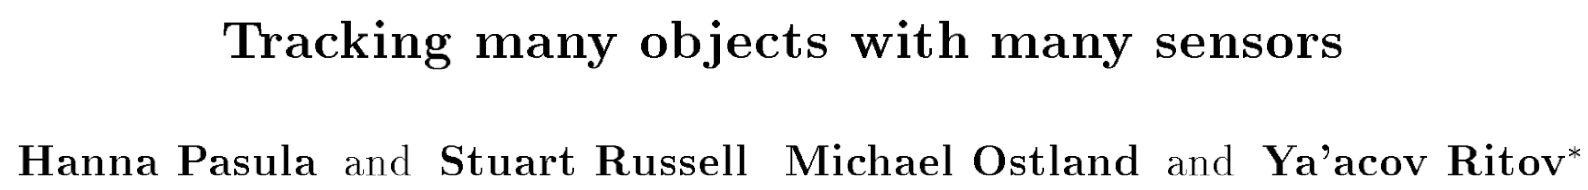 Tracking many objects with many sensors
Hanna Pasula and Stuart Russell Michael Ostland and Ya'acov Ritov*